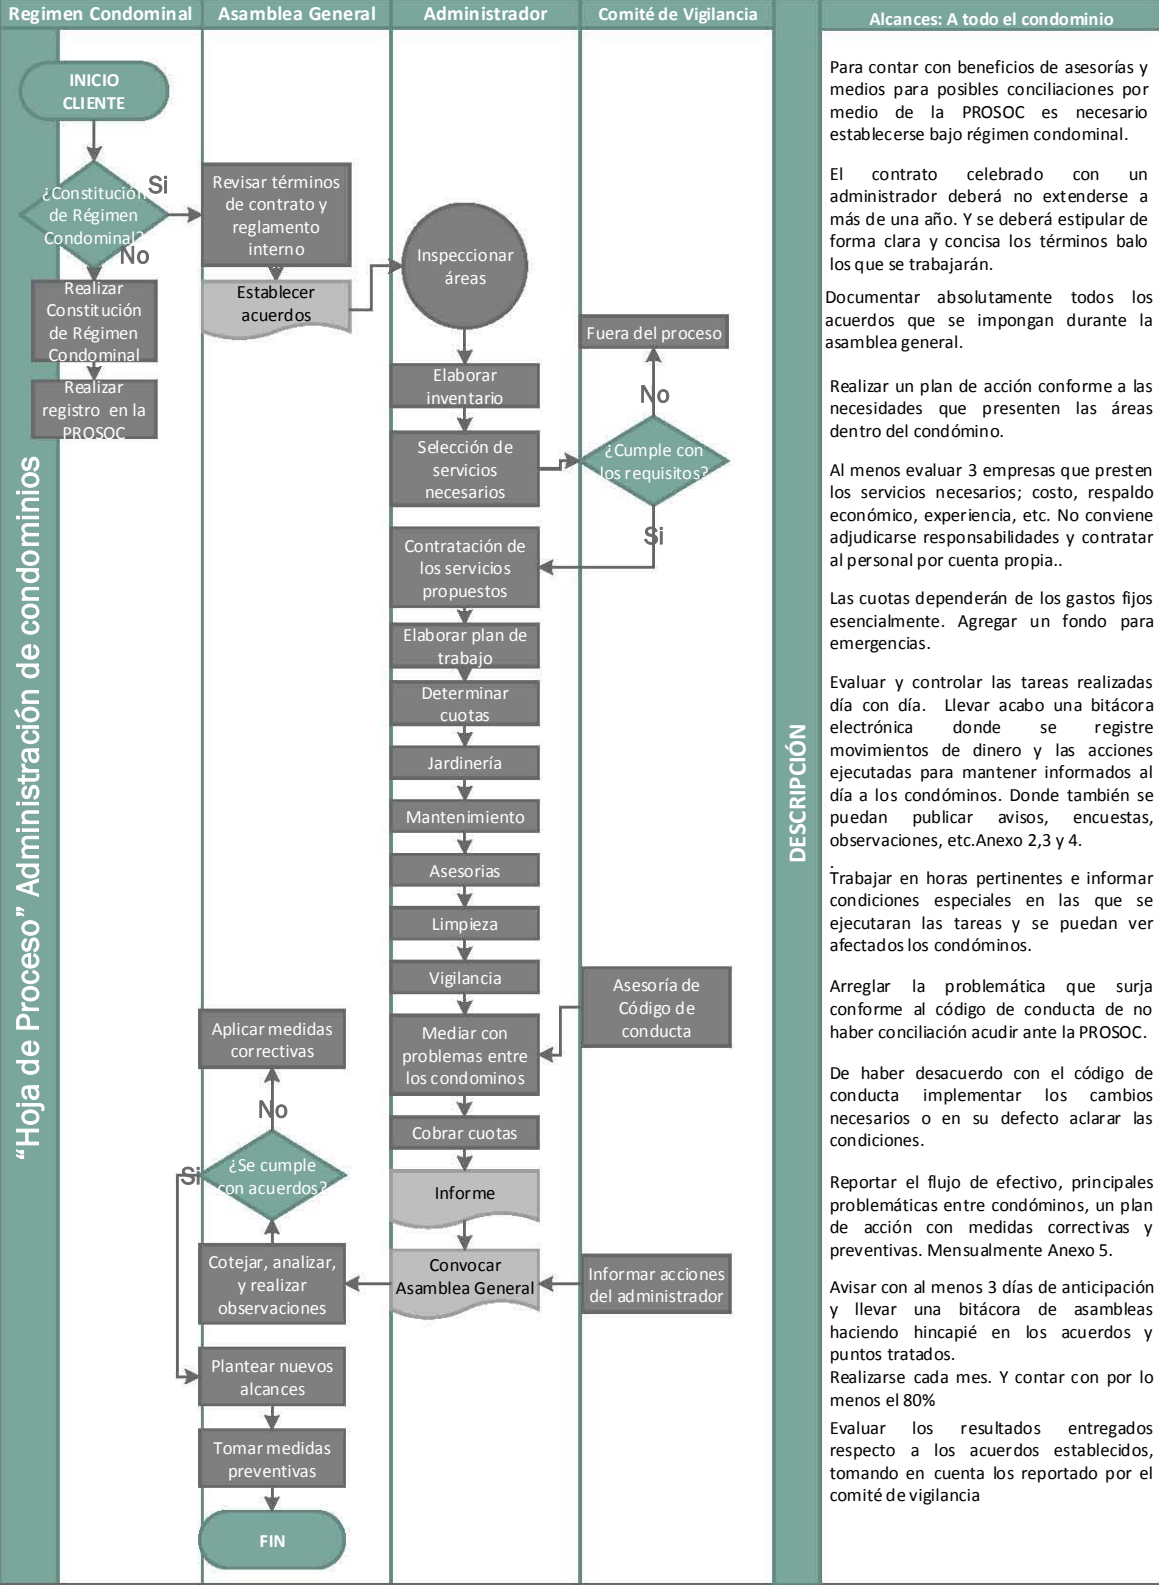 Regimen Condominal
Asamblea General
Administrador
Comité de Vigilancia
Alcances: A todo el condominio
“Hoja de Proceso” Administración de condominios
INICIO
CLIENTE
¿Constitución
de Régimen
Condominal?
Si
No
Realizar
Constitución
de Régimen
Condominal
Realizar
registro en la
PROSOC
Revisar términos
de contrato y
reglamento
interno
Establecer
acuerdos
Inspeccionar
áreas
Elaborar
inventario
Selección de
servicios
necesarios
Fuera del proceso
No
¿Cumple con
los requisitos?
Si
Contratación de
los servicios
propuestos
Elaborar plan de
trabajo
Determinar
cuotas
Jardinería
Mantenimiento
Asesorias
Limpieza
Vigilancia
Mediar con
problemas entre
los condominos
Asesoría de
Código de
conducta
Cobrar cuotas
Informe
Convocar
Asamblea General
Informar acciones
del administrador
Aplicar medidas
correctivas
No
¿Se cumple
con acuerdos?
Si
Cotejar, analizar,
y realizar
observaciones
Plantear nuevos
alcances
Tomar medidas
preventivas
FIN
DESCRIPCIÓN
Para contar con beneficios de asesorías y
medios para posibles conciliaciones por
medio de la PROSOC es necesario
establecerse bajo régimen condominal.
El contrato celebrado con un
administrador deberá no extenderse a
más de una año. Y se deberá estipular de
forma clara y concisa los términos balo
los que se trabajarán.
Documentar absolutamente todos los
acuerdos que se impongan durante la
asamblea general.
Realizar un plan de acción conforme a las
necesidades que presenten las áreas
dentro del condómino.
Al menos evaluar 3 empresas que presten
los servicios necesarios; costo, respaldo
económico, experiencia, etc. No conviene
adjudicarse responsabilidades y contratar
al personal por cuenta propia..
Las cuotas dependerán de los gastos fijos
esencialmente. Agregar un fondo para
emergencias.
Evaluar y controlar las tareas realizadas
día con día. Llevar acabo una bitácora
electrónica donde se registre
movimientos de dinero y las acciones
ejecutadas para mantener informados al
día a los condóminos. Donde también se
puedan publicar avisos, encuestas,
observaciones, etc.Anexo 2,3 y 4.
.
Trabajar en horas pertinentes e informar
condiciones especiales en las que se
ejecutaran las tareas y se puedan ver
afectados los condóminos.
Arreglar la problemática que surja
conforme al código de conducta de no
haber conciliación acudir ante la PROSOC.
De haber desacuerdo con el código de
conducta implementar los cambios
necesarios o en su defecto aclarar las
condiciones.
Reportar el flujo de efectivo, principales
problemáticas entre condóminos, un plan
de acción con medidas correctivas y
preventivas. Mensualmente Anexo 5.
Avisar con al menos 3 días de anticipación
y llevar una bitácora de asambleas
haciendo hincapié en los acuerdos y
puntos tratados.
Realizarse cada mes. Y contar con por lo
menos el 80%
Evaluar los resultados entregados
respecto a los acuerdos establecidos,
tomando en cuenta los reportado por el
comité de vigilancia